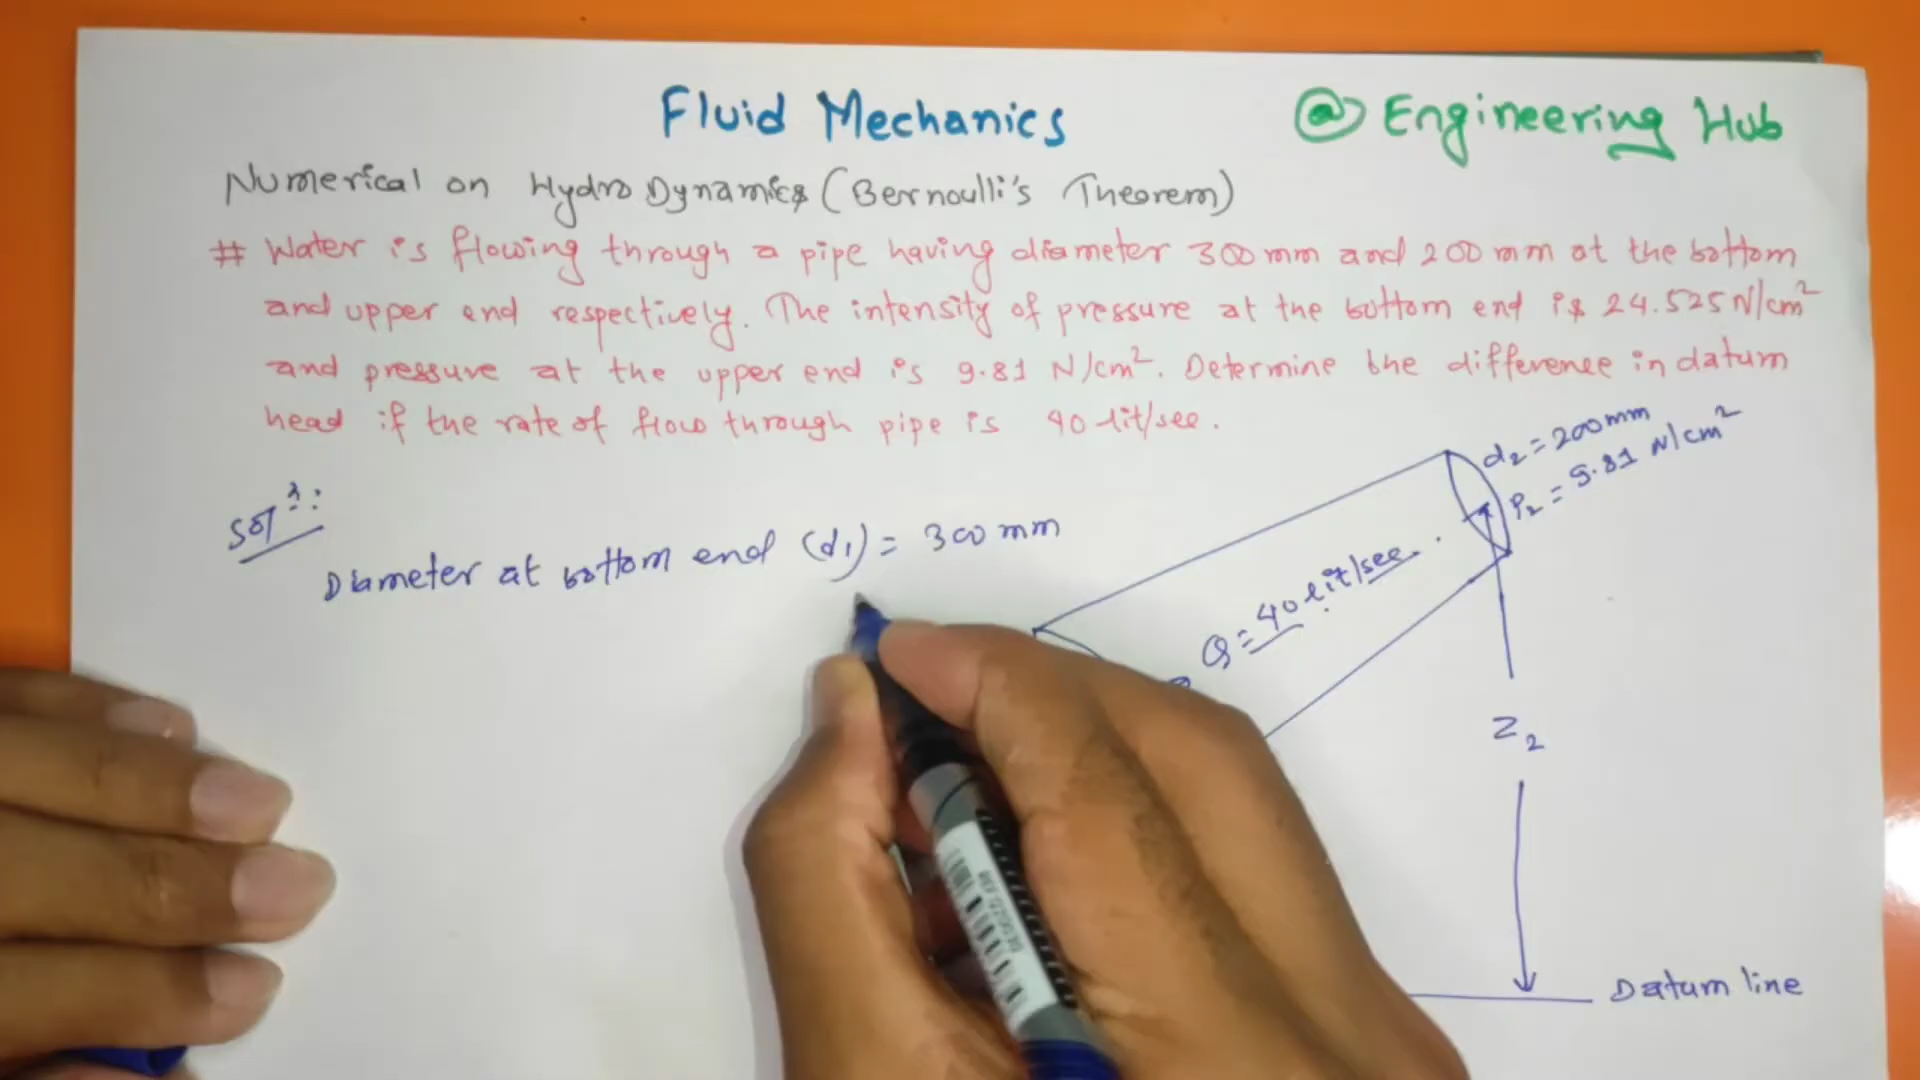 Fluid Mechanics
@ Engineering Hub
Numerical on Hydro Dynamics (Bernoulli's Theorem)
# Water is flowing through a pipe having diameter 300 mm and 200 mm at the bottom
and upper end respectively. The intensity of pressure at the bottom end is 24.525 N/cm²
and pressure at the upper end is 9.81 N/cm². Determine the difference in datum
head if the rate of flow through pipe is 40 lit/sec.
d₂ = 200 mm
P₂ = 9.81 N/cm²
Solⁿ:
Diameter at bottom end (d₁) = 300 mm
Q = 40 lit/sec.
Z₂
Datum line